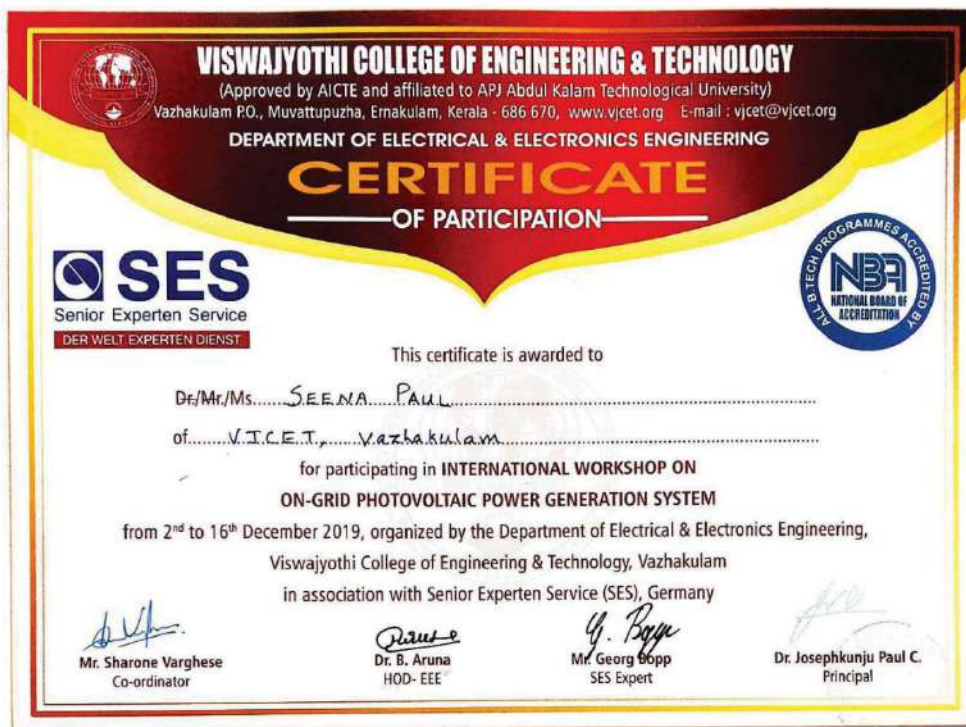 VISWAJYOTHI COLLEGE OF ENGINEERING & TECHNOLOGY
(Approved by AICTE and affiliated to APJ Abdul Kalam Technological University)
Vazhakulam P.O., Muvattupuzha, Ernakulam, Kerala - 686 670, www.vjcet.org E-mail : vjcet@vjcet.org
DEPARTMENT OF ELECTRICAL & ELECTRONICS ENGINEERING
CERTIFICATE
OF PARTICIPATION
SES
Senior Experten Service
DER WELT EXPERTEN DIENST
ALL B.TECH PROGRAMMES ACCREDITED BY
NBA
NATIONAL BOARD OF
ACCREDITATION
This certificate is awarded to
Dr/Mr./Ms. SEENA PAUL
of VJCET, Vazhakulam
for participating in INTERNATIONAL WORKSHOP ON
ON-GRID PHOTOVOLTAIC POWER GENERATION SYSTEM
from 2nd to 16th December 2019, organized by the Department of Electrical & Electronics Engineering,
Viswajyothi College of Engineering & Technology, Vazhakulam
in association with Senior Experten Service (SES), Germany
G. Bopp
Mr. Sharone Varghese
Co-ordinator
Dr. B. Aruna
HOD- EEE
Mr. Georg Bopp
SES Expert
Dr. Josephkunju Paul C.
Principal